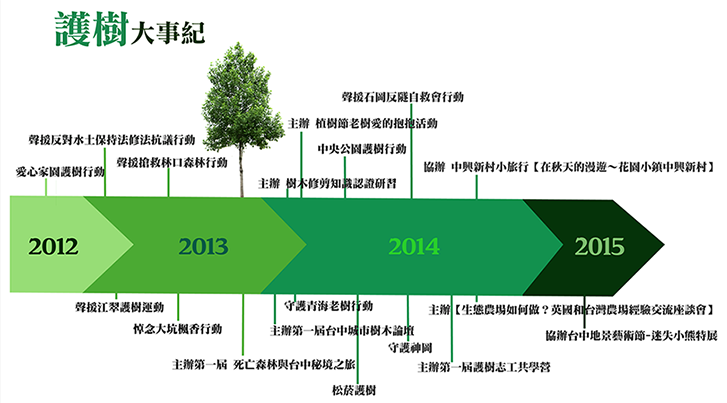 護樹大事紀
聲援石岡反隧自救會行動
主辦 植樹節老樹愛的抱抱活動
聲援反對水土保持法修法抗議行動
中央公園護樹行動
聲援搶救林口森林行動
協辦 中興新村小旅行【在秋天的漫遊～花園小鎮中興新村】
愛心家園護樹行動
主辦 樹木修剪知識認證研習
2012
2013
2014
2015
聲援江翠護樹運動
守護青海老樹行動
主辦【生態農場如何做？英國和台灣農場經驗交流座談會】
悼念大坑楓香行動
主辦第一屆台中城市樹木論壇
協辦台中地景藝術節-迷失小熊特展
守護神岡
主辦第一屆 死亡森林與台中秘境之旅
主辦第一屆護樹志工共學營
松菸護樹